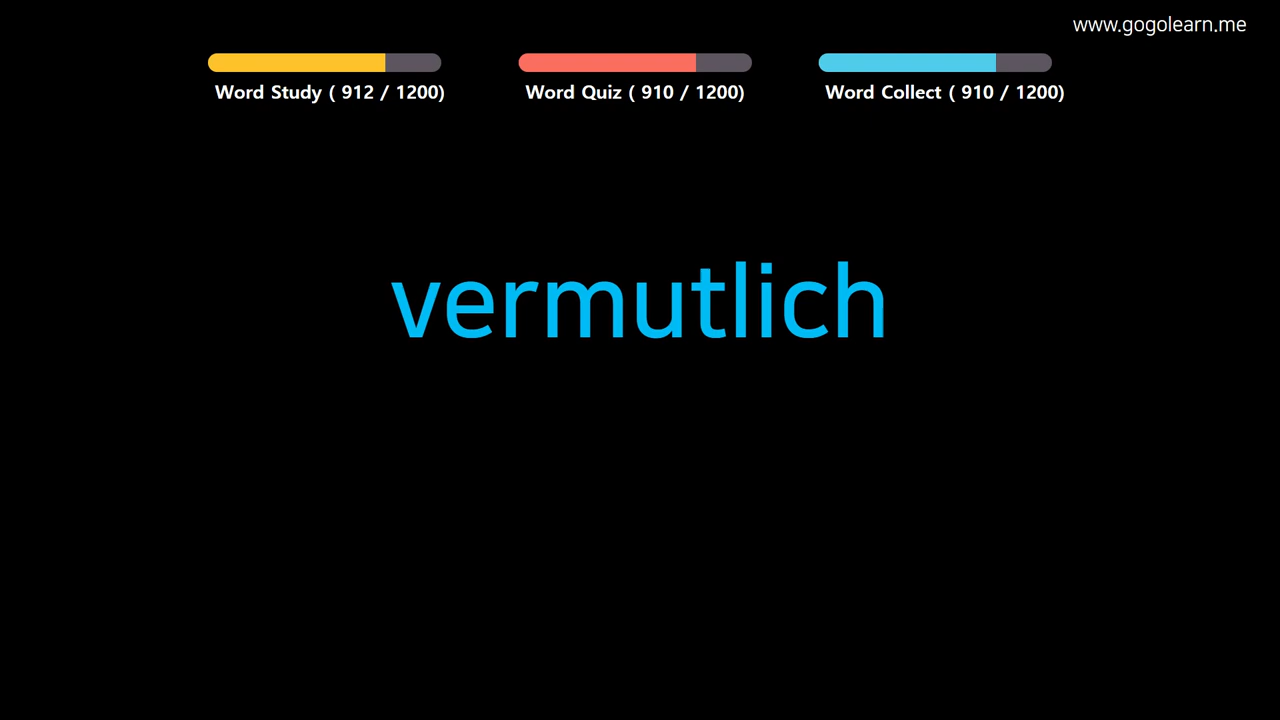 www.gogolearn.me
Word Study ( 912 / 1200)
Word Quiz ( 910 / 1200)
Word Collect ( 910 / 1200)
vermutlich